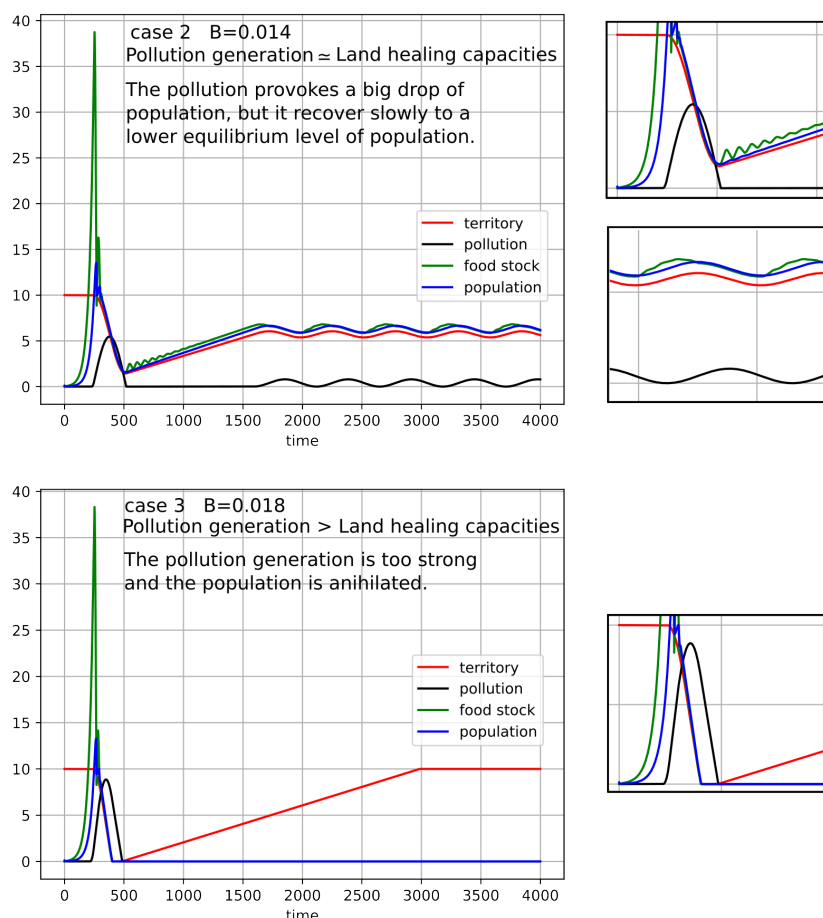 40
35
30
25
20
15
10
5
0
case 2 B=0.014
Pollution generation ≃ Land healing capacities
The pollution provokes a big drop of
population, but it recover slowly to a
lower equilibrium level of population.
territory
pollution
food stock
population
0 500 1000 1500 2000 2500 3000 3500 4000
time
40
35
30
25
20
15
10
5
0
case 3 B=0.018
Pollution generation > Land healing capacities
The pollution generation is too strong
and the population is anihilated.
territory
pollution
food stock
population
0 500 1000 1500 2000 2500 3000 3500 4000
time